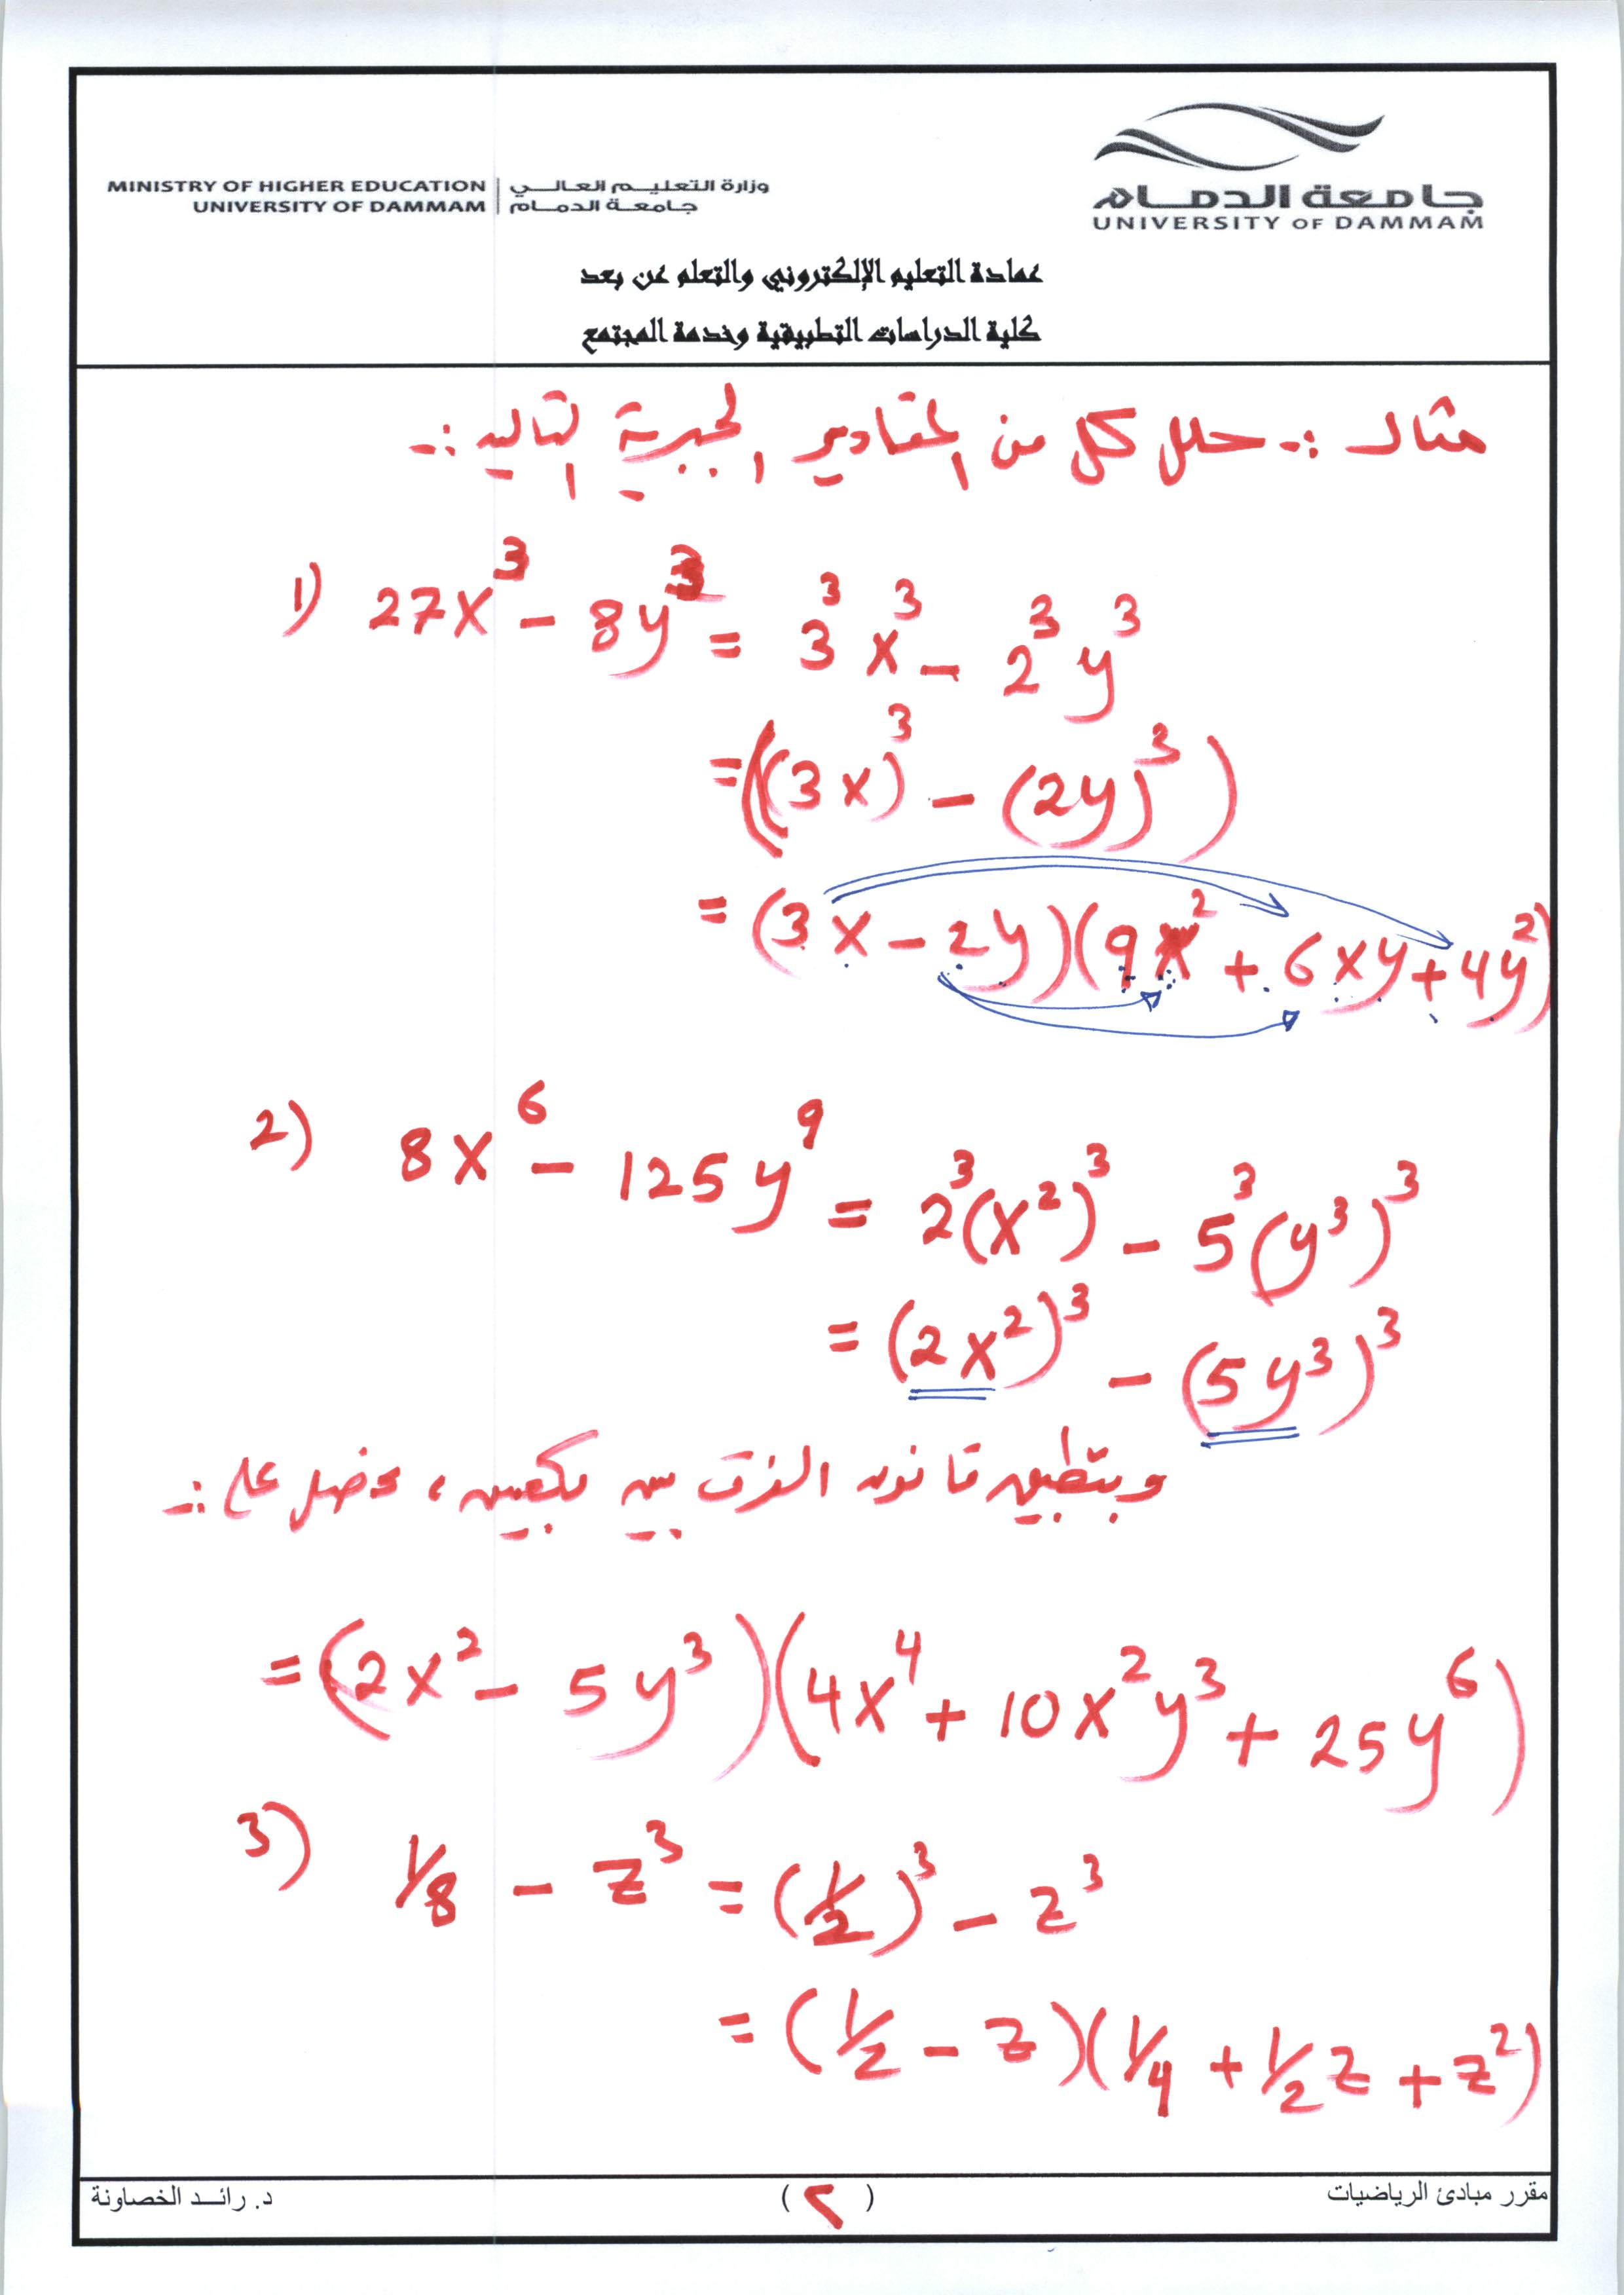 MINISTRY OF HIGHER EDUCATION | وزارة التعليم العالي
UNIVERSITY OF DAMMAM | جامعة الدمام
جامعة الدمام
UNIVERSITY OF DAMMAM
عمادة التعليم الإلكتروني والتعلم عن بعد
كلية الدراسات التطبيقية وخدمة المجتمع
مثال :- حلل كل من المقادير الجبرية التالية :-
1) 27x³ - 8y³ = 3³ x³ - 2³ y³
= ((3x)³ - (2y)³)
= (3x - 2y)(9x² + 6xy + 4y²)
2) 8x⁶ - 125y⁹ = 2³(x²)³ - 5³(y³)³
= (2x²)³ - (5y³)³
وبتطبيق قانون الفرق بين مكعبين، نحصل على :-
= (2x² - 5y³)(4x⁴ + 10x²y³ + 25y⁶)
3) 1/8 - z³ = (1/2)³ - z³
= (1/2 - z)(1/4 + 1/2 z + z²)
مقرر مبادئ الرياضيات (٢) د. رائد الخصاونة